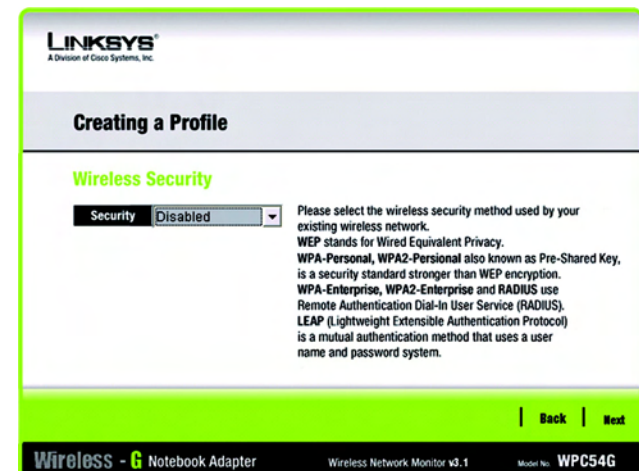 LINKSYS®
A Division of Cisco Systems, Inc.
Creating a Profile
Wireless Security
Security Disabled
Please select the wireless security method used by your
existing wireless network.
WEP stands for Wired Equivalent Privacy.
WPA-Personal, WPA2-Persional also known as Pre-Shared Key,
is a security standard stronger than WEP encryption.
WPA-Enterprise, WPA2-Enterprise and RADIUS use
Remote Authentication Dial-In User Service (RADIUS).
LEAP (Lightweight Extensible Authentication Protocol)
is a mutual authentication method that uses a user
name and password system.
Back Next
Wireless - G Notebook Adapter Wireless Network Monitor v3.1 Model No. WPC54G